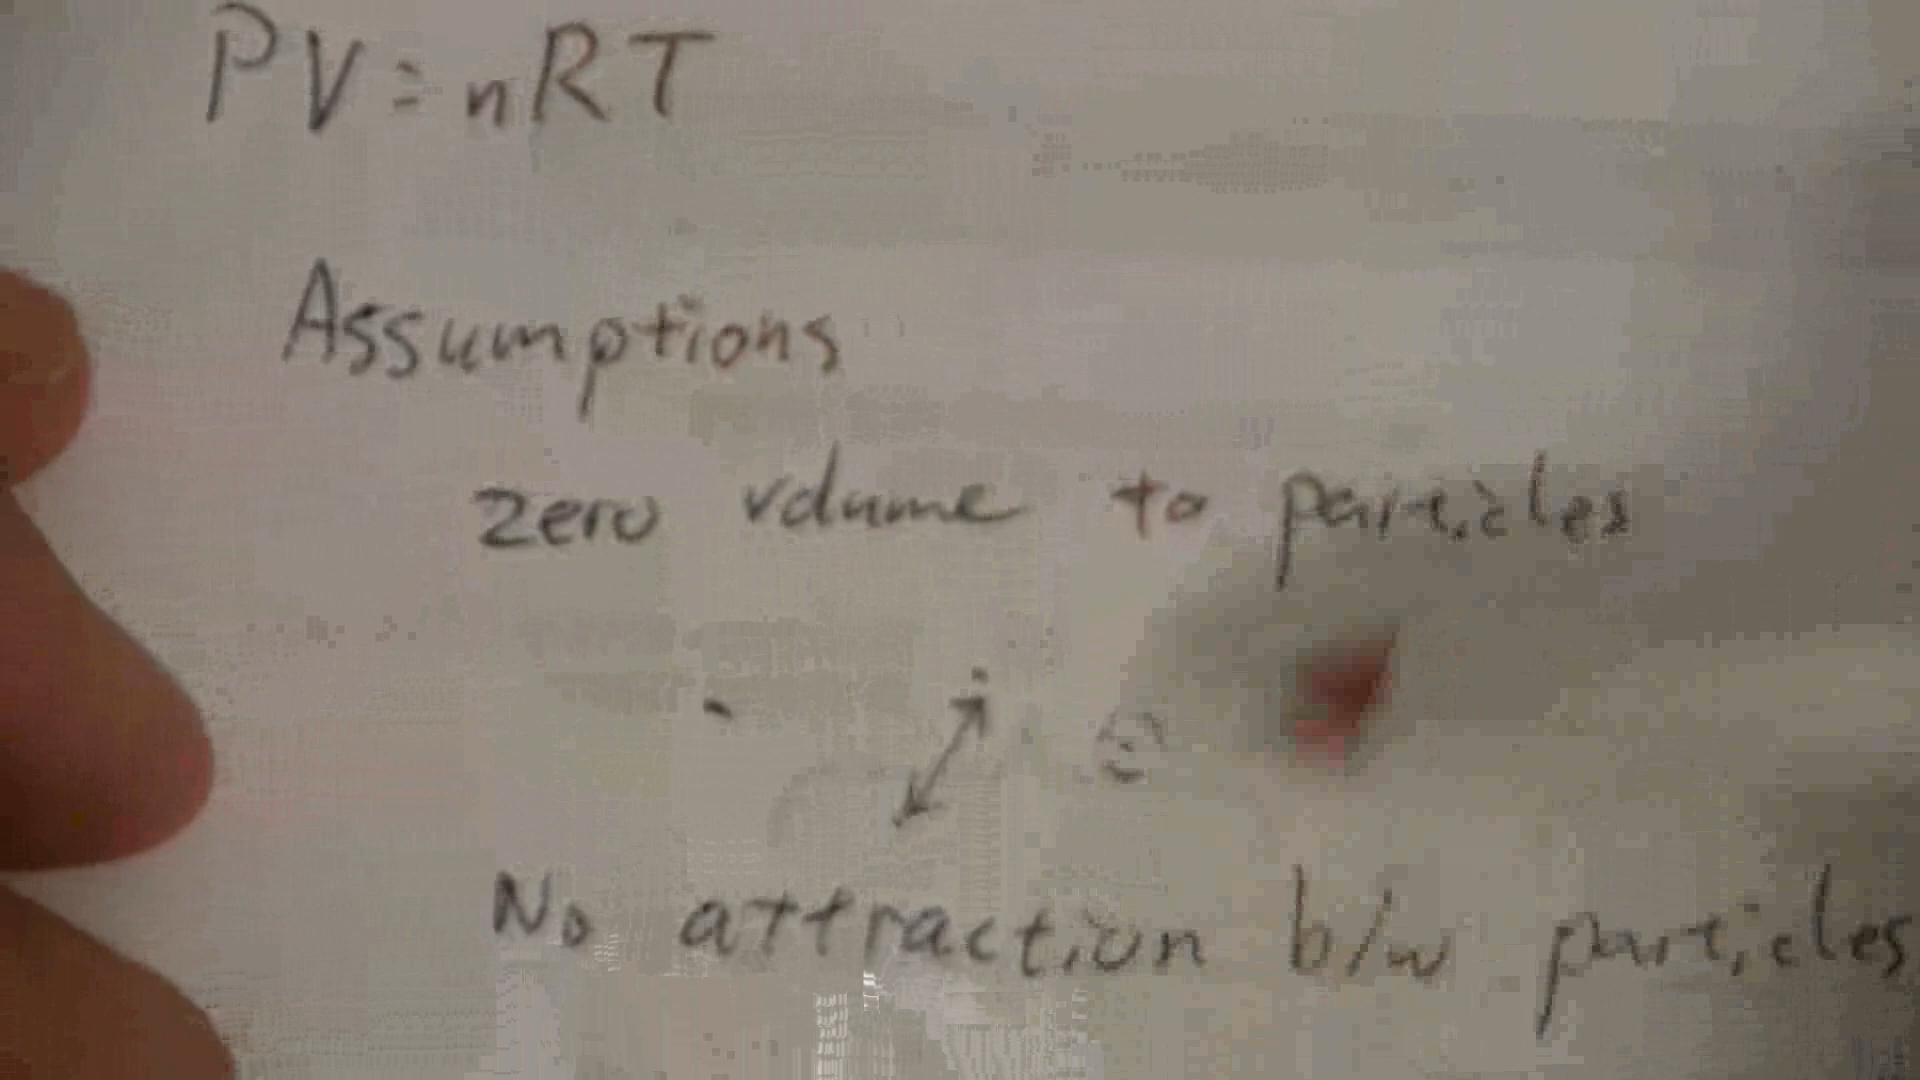 PV = nRT
Assumptions
zero volume to particles
No attraction b/w particles